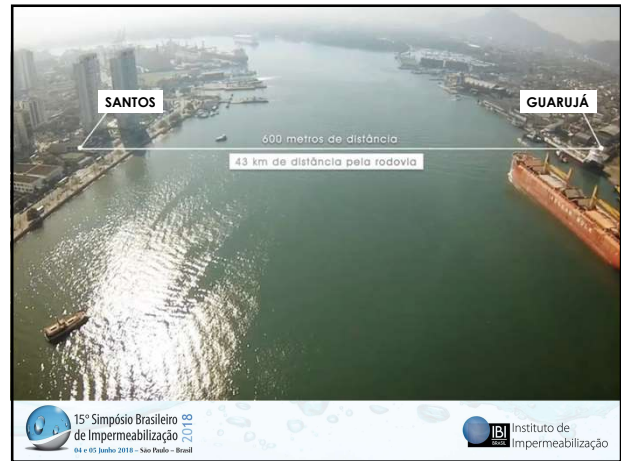 SANTOS
GUARUJÁ
600 metros de distância
43 km de distância pela rodovia
15º Simpósio Brasileiro
de Impermeabilização
2018
04 e 05 Junho 2018 – São Paulo – Brasil
IBI
BRASIL
Instituto de
Impermeabilização